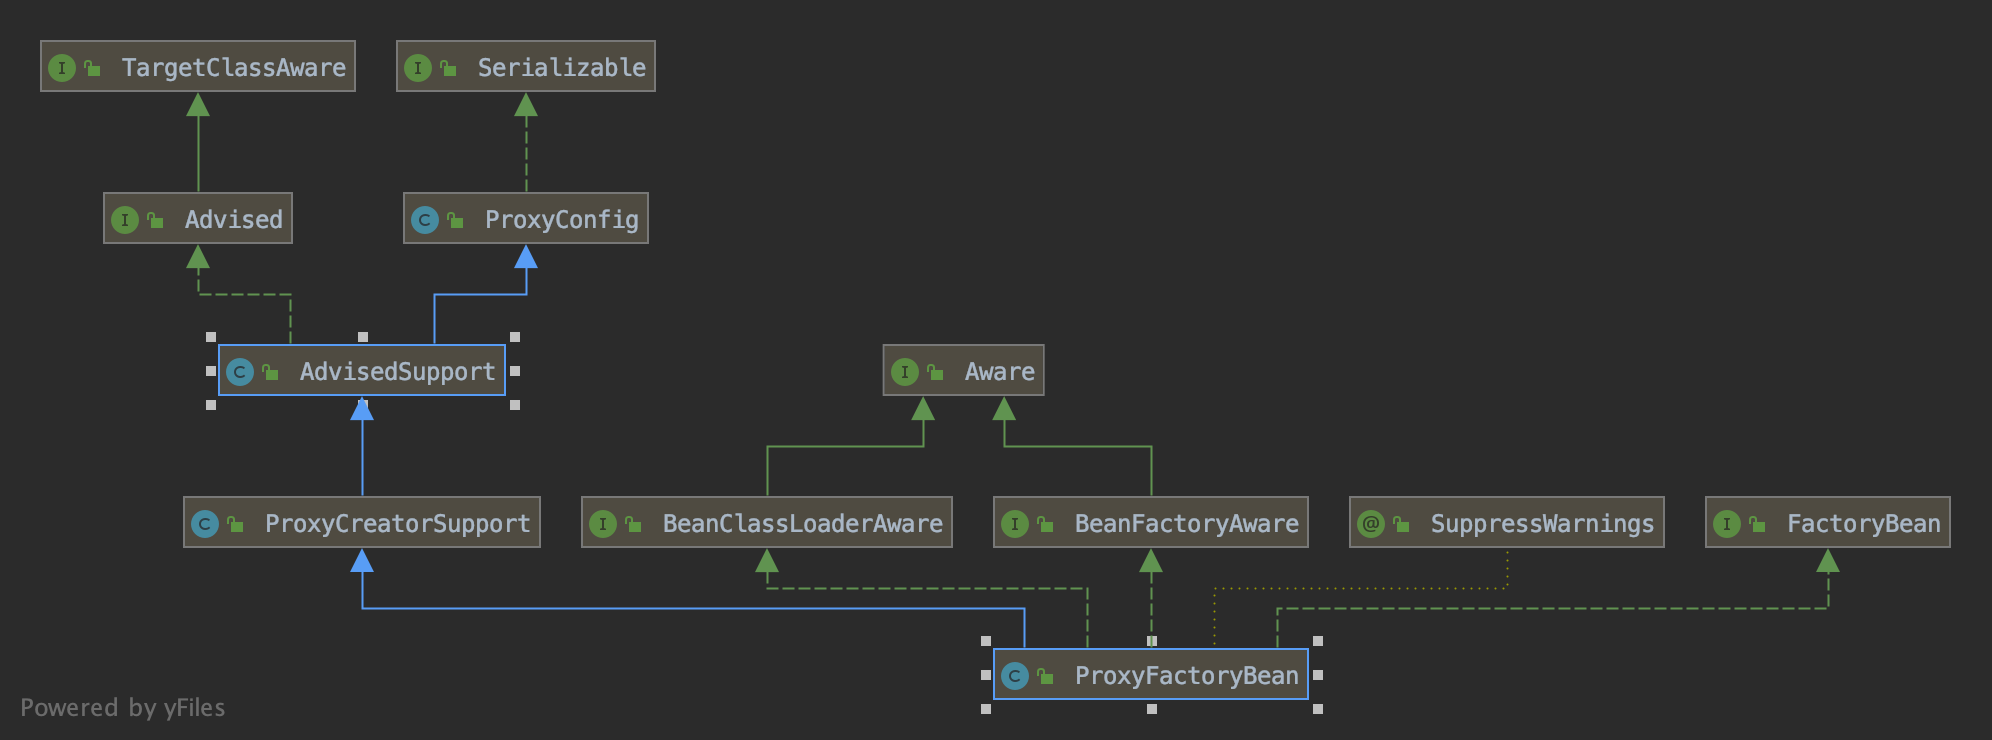 I TargetClassAware
I Serializable
I Advised
C ProxyConfig
C AdvisedSupport
I Aware
C ProxyCreatorSupport
I BeanClassLoaderAware
I BeanFactoryAware
@ SuppressWarnings
I FactoryBean
C ProxyFactoryBean
Powered by yFiles